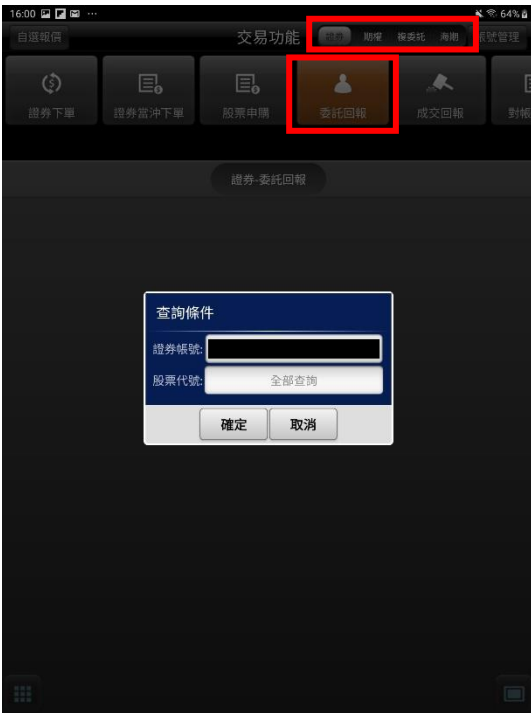 16:00 ... 64%
自選報價 交易功能 證券 期權 複委託 海期 帳號管理
證券下單 證券當沖下單 股票申購 委託回報 成交回報 對帳
證券-委託回報
查詢條件
證券帳號:
股票代號: 全部查詢
確定 取消